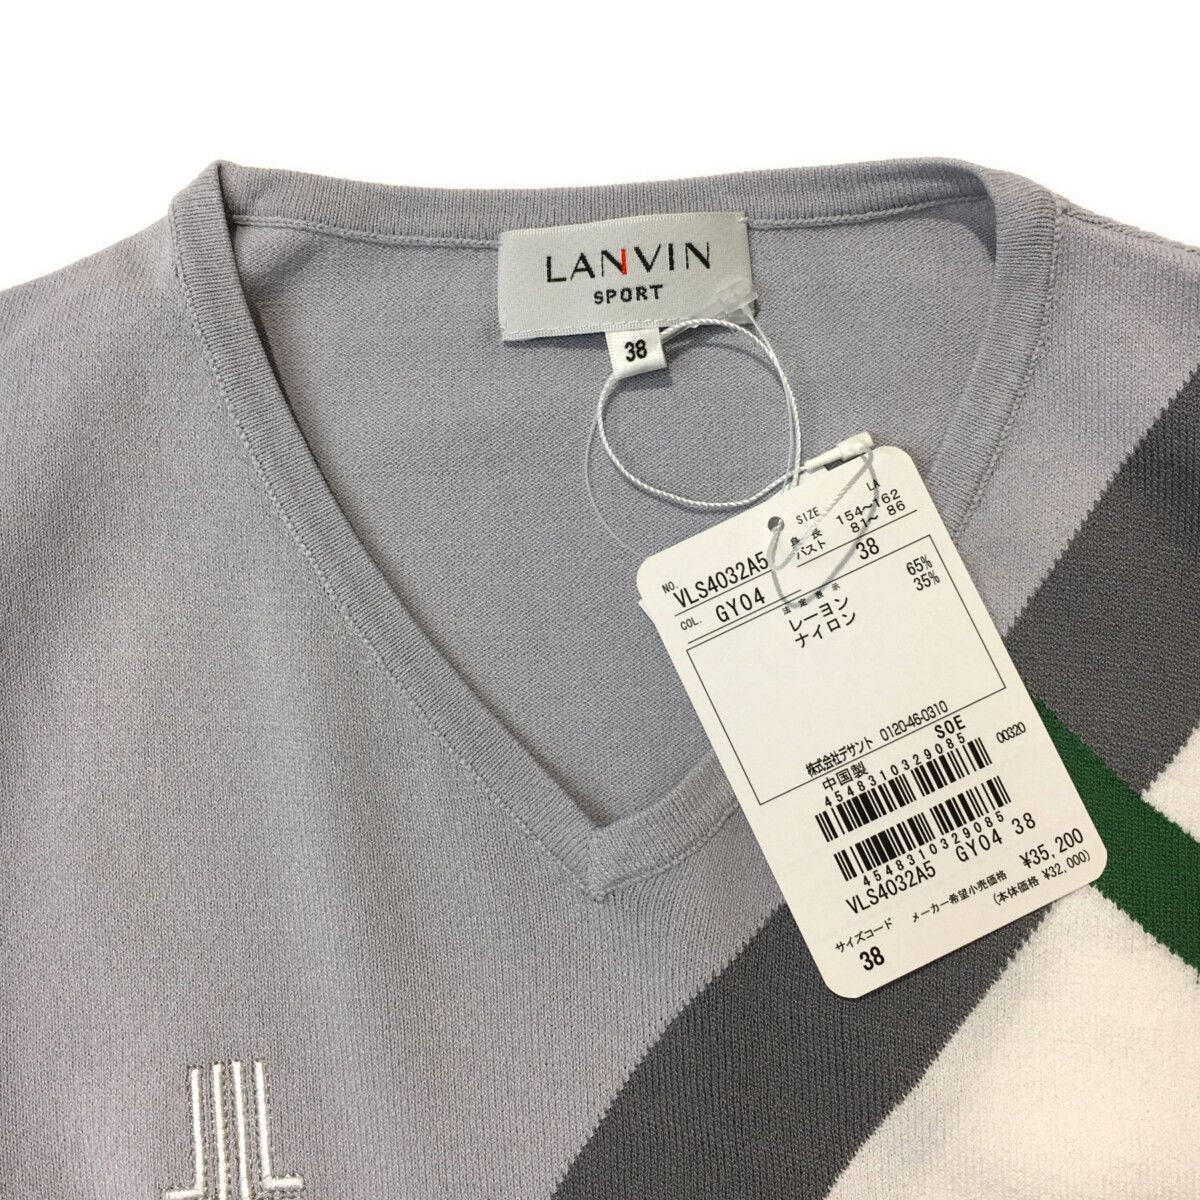 LANVIN
SPORT
38
LA
SIZE
身長 154~162
バスト 81~ 86
NO. VLS4032A5
38
COL. GY04
法定表示
レーヨン 65%
ナイロン 35%
株式会社デサント 0120-46-0310
中国製
SOE
00320
4548310329085
4548310329085
VLS4032A5 GY04 38
メーカー希望小売価格 ¥35,200
(本体価格 ¥32,000)
サイズコード
38